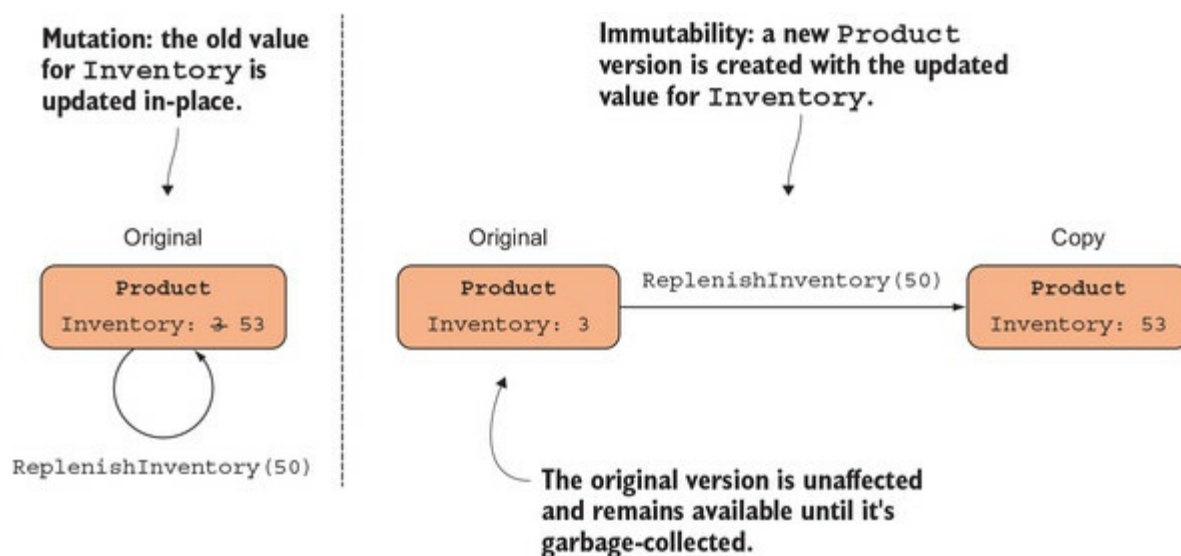 Mutation: the old value
for Inventory is
updated in-place.
Original
Product
Inventory: 3 53
ReplenishInventory(50)
Immutability: a new Product
version is created with the updated
value for Inventory.
Original
Product
Inventory: 3
ReplenishInventory(50)
Copy
Product
Inventory: 53
The original version is unaffected
and remains available until it's
garbage-collected.